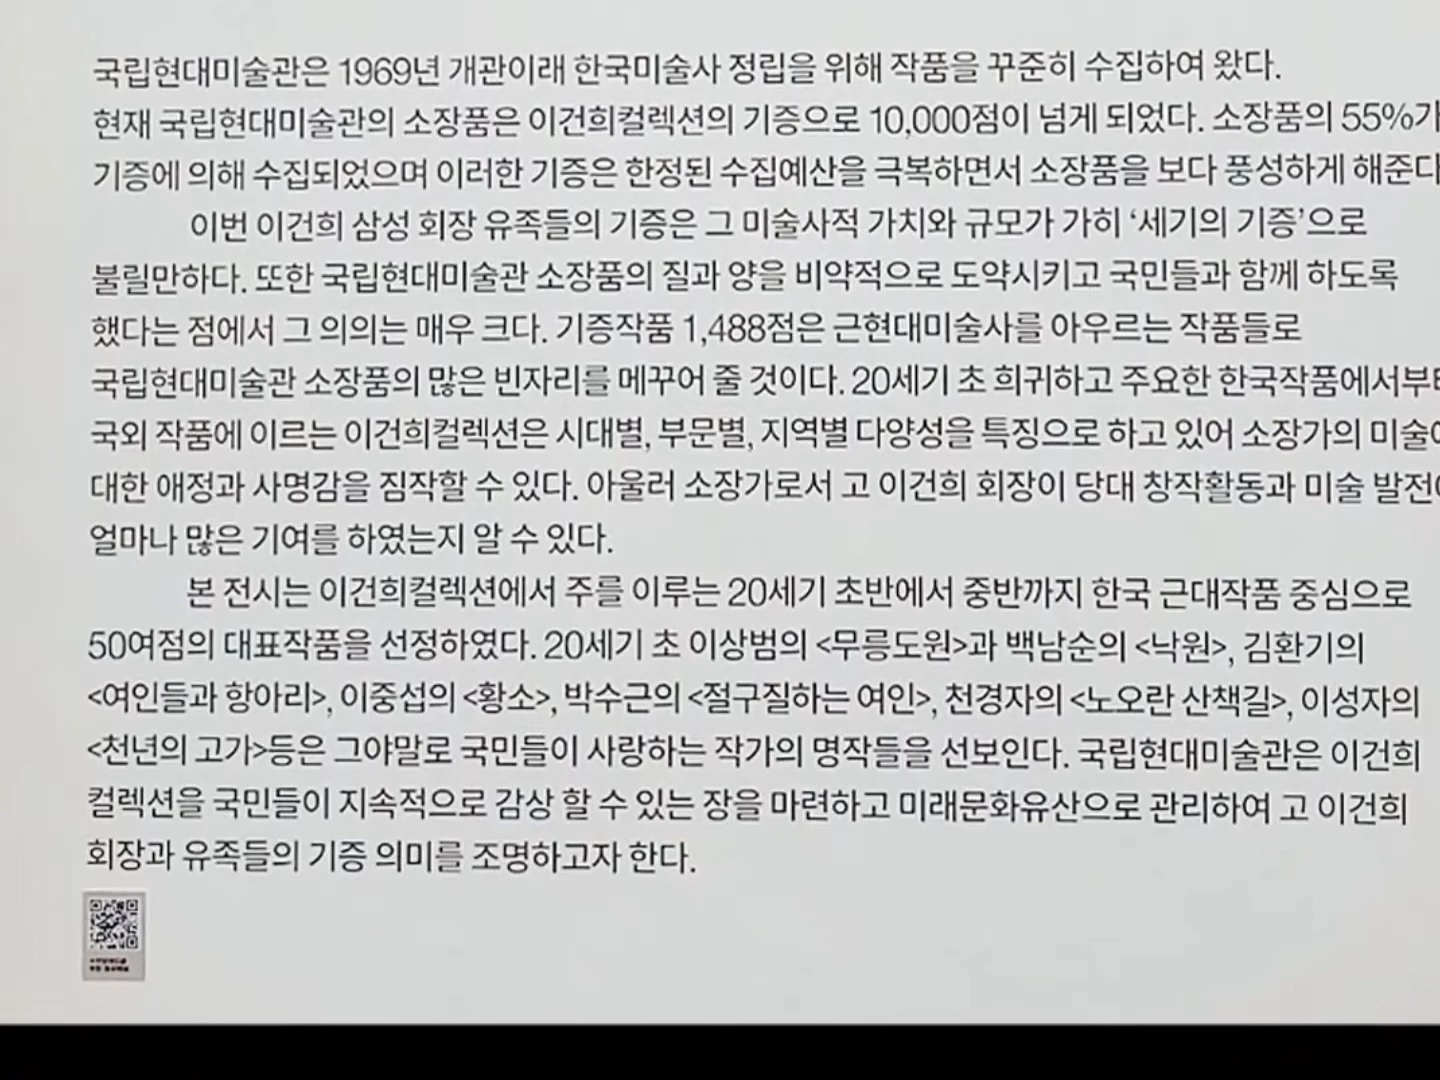 국립현대미술관은 1969년 개관이래 한국미술사 정립을 위해 작품을 꾸준히 수집하여 왔다.
현재 국립현대미술관의 소장품은 이건희컬렉션의 기증으로 10,000점이 넘게 되었다. 소장품의 55%가
기증에 의해 수집되었으며 이러한 기증은 한정된 수집예산을 극복하면서 소장품을 보다 풍성하게 해준다
이번 이건희 삼성 회장 유족들의 기증은 그 미술사적 가치와 규모가 가히 ‘세기의 기증’으로
불릴만하다. 또한 국립현대미술관 소장품의 질과 양을 비약적으로 도약시키고 국민들과 함께 하도록
했다는 점에서 그 의의는 매우 크다. 기증작품 1,488점은 근현대미술사를 아우르는 작품들로
국립현대미술관 소장품의 많은 빈자리를 메꾸어 줄 것이다. 20세기 초 희귀하고 주요한 한국작품에서부터
국외 작품에 이르는 이건희컬렉션은 시대별, 부문별, 지역별 다양성을 특징으로 하고 있어 소장가의 미술에
대한 애정과 사명감을 짐작할 수 있다. 아울러 소장가로서 고 이건희 회장이 당대 창작활동과 미술 발전에
얼마나 많은 기여를 하였는지 알 수 있다.
본 전시는 이건희컬렉션에서 주를 이루는 20세기 초반에서 중반까지 한국 근대작품 중심으로
50여점의 대표작품을 선정하였다. 20세기 초 이상범의 <무릉도원>과 백남순의 <낙원>, 김환기의
<여인들과 항아리>, 이중섭의 <황소>, 박수근의 <절구질하는 여인>, 천경자의 <노오란 산책길>, 이성자의
<천년의 고가>등은 그야말로 국민들이 사랑하는 작가의 명작들을 선보인다. 국립현대미술관은 이건희
컬렉션을 국민들이 지속적으로 감상 할 수 있는 장을 마련하고 미래문화유산으로 관리하여 고 이건희
회장과 유족들의 기증 의미를 조명하고자 한다.